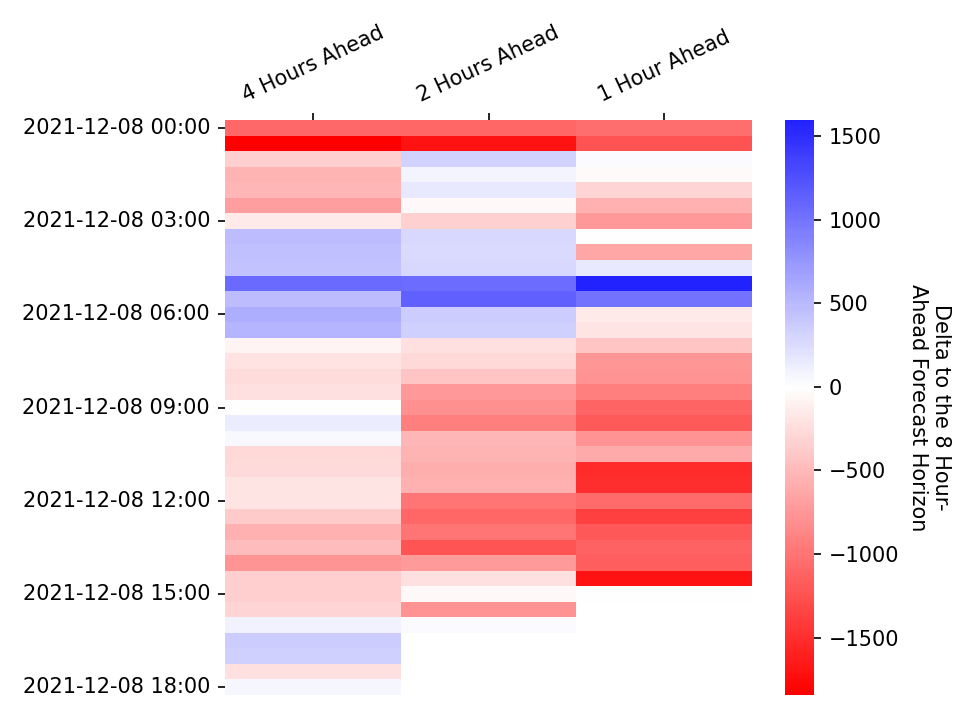 4 Hours Ahead
2 Hours Ahead
1 Hour Ahead
2021-12-08 00:00
2021-12-08 03:00
2021-12-08 06:00
2021-12-08 09:00
2021-12-08 12:00
2021-12-08 15:00
2021-12-08 18:00
1500
1000
500
0
−500
−1000
−1500
Delta to the 8 Hour-
Ahead Forecast Horizon